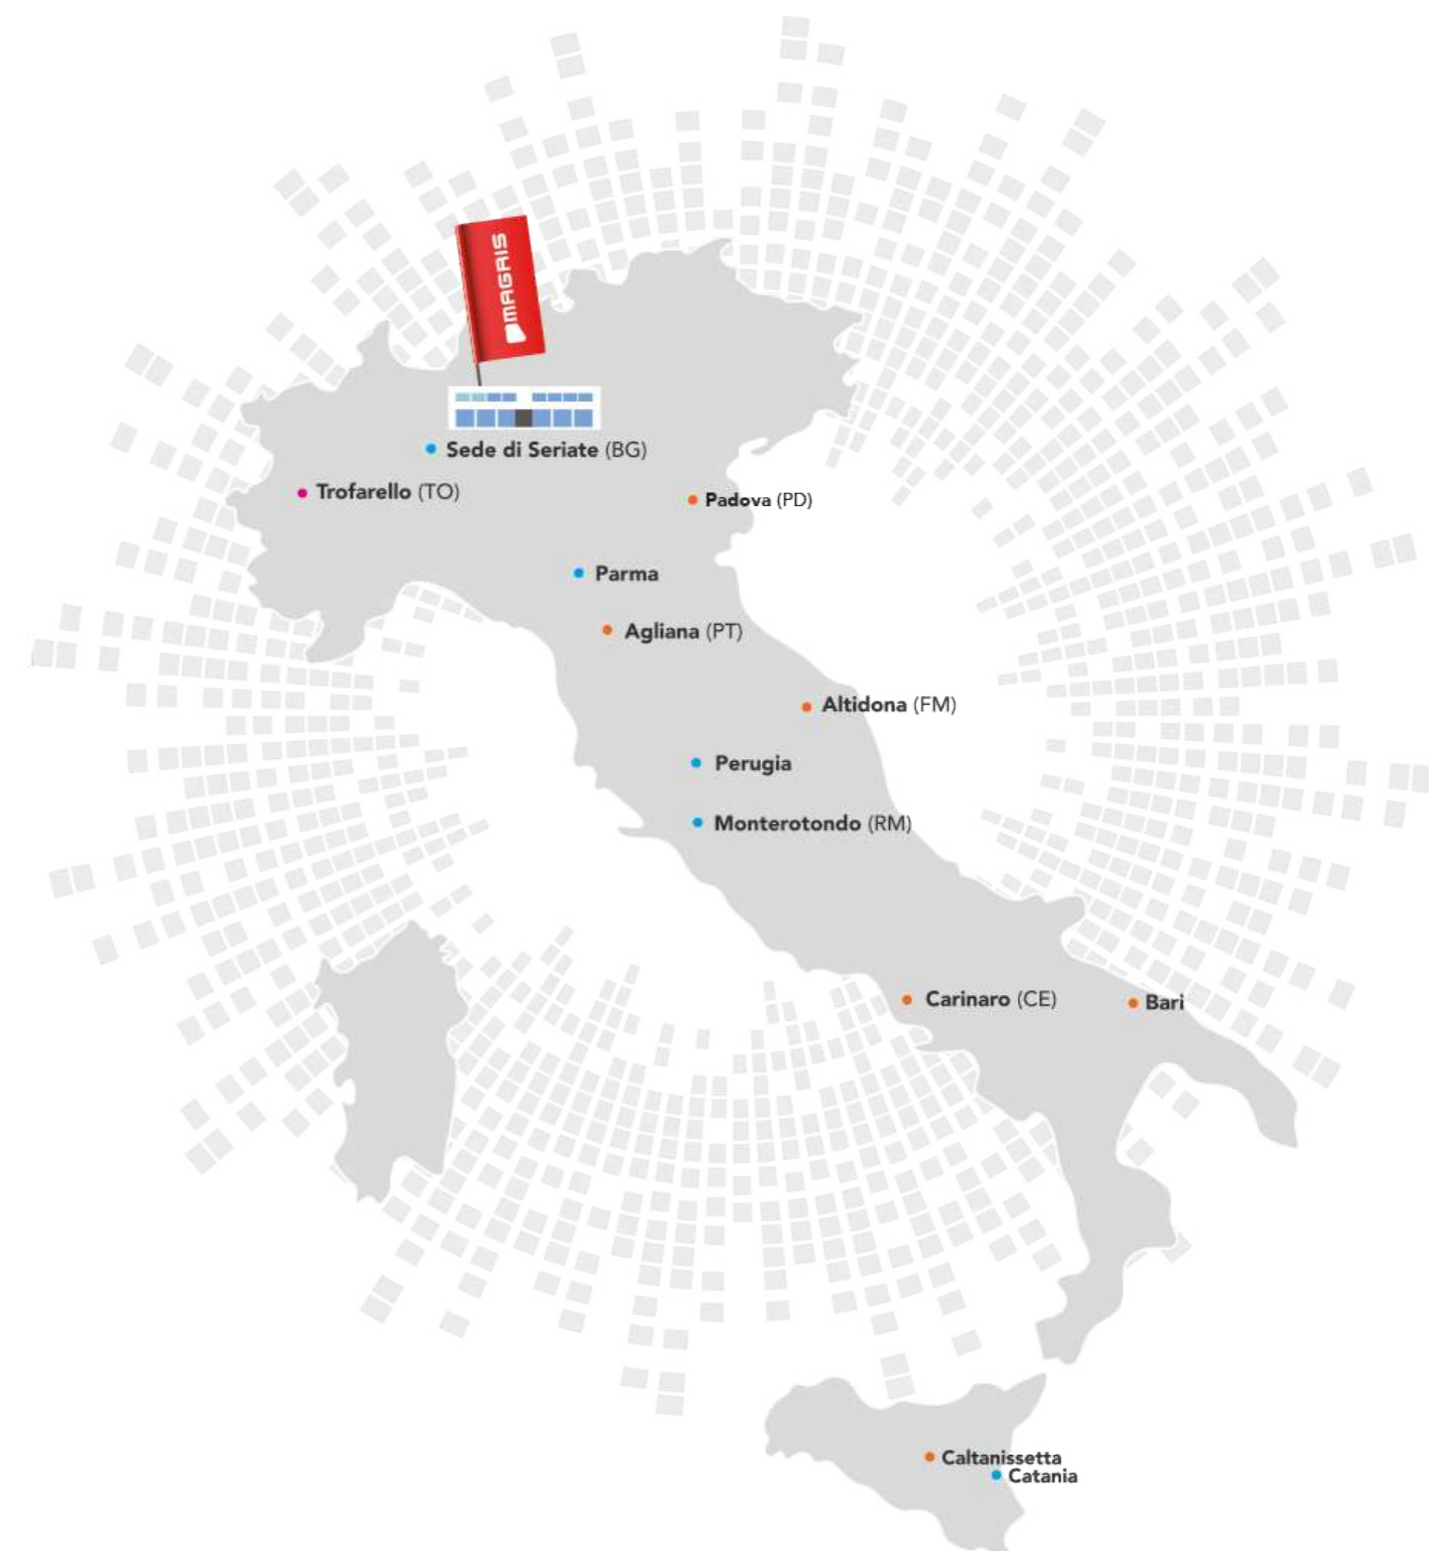 MAGRIS
Sede di Seriate (BG)
Trofarello (TO)
Padova (PD)
Parma
Agliana (PT)
Altidona (FM)
Perugia
Monterotondo (RM)
Carinaro (CE)
Bari
Caltanissetta
Catania